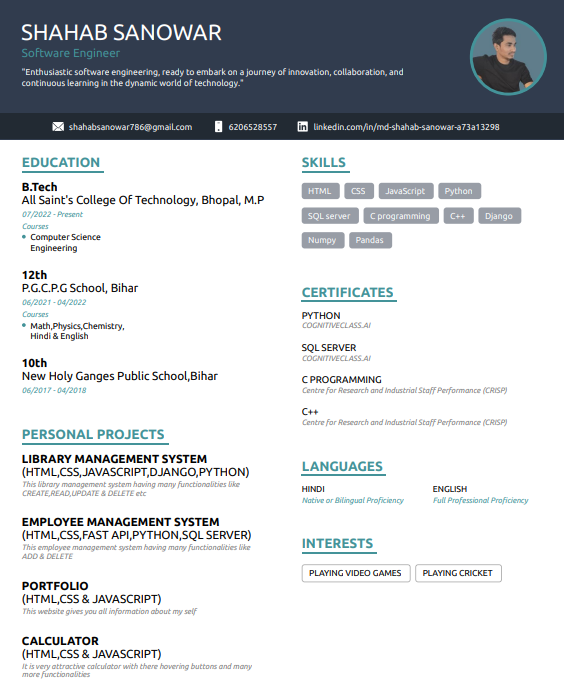 SHAHAB SANOWAR
Software Engineer
"Enthusiastic software engineering, ready to embark on a journey of innovation, collaboration, and
continuous learning in the dynamic world of technology."
shahabsanowar786@gmail.com
6206528557
linkedin.com/in/md-shahab-sanowar-a73a13298
EDUCATION
B.Tech
All Saint's College Of Technology, Bhopal, M.P
07/2022 - Present
Courses
Computer Science
Engineering
12th
P.G.C.P.G School, Bihar
06/2021 - 04/2022
Courses
Math,Physics,Chemistry,
Hindi & English
10th
New Holy Ganges Public School,Bihar
06/2017 - 04/2018
PERSONAL PROJECTS
LIBRARY MANAGEMENT SYSTEM
(HTML,CSS,JAVASCRIPT,DJANGO,PYTHON)
This library management system having many functionalities like
CREATE,READ,UPDATE & DELETE etc
EMPLOYEE MANAGEMENT SYSTEM
(HTML,CSS,FAST API,PYTHON,SQL SERVER)
This employee management system having many functionalities like
ADD & DELETE
PORTFOLIO
(HTML,CSS & JAVASCRIPT)
This website gives you all information about my self
CALCULATOR
(HTML,CSS & JAVASCRIPT)
It is very attractive calculator with there hovering buttons and many
more functionalities
SKILLS
HTML CSS JavaScript Python
SQL server C programming C++ Django
Numpy Pandas
CERTIFICATES
PYTHON
COGNITIVECLASS.AI
SQL SERVER
COGNITIVECLASS.AI
C PROGRAMMING
Centre for Research and Industrial Staff Performance (CRISP)
C++
Centre for Research and Industrial Staff Performance (CRISP)
LANGUAGES
HINDI
Native or Bilingual Proficiency
ENGLISH
Full Professional Proficiency
INTERESTS
PLAYING VIDEO GAMES PLAYING CRICKET